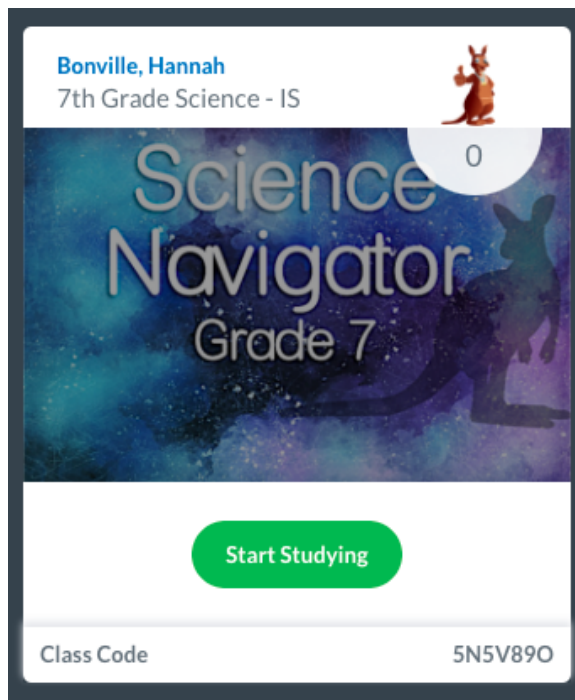 Bonville, Hannah
7th Grade Science - IS
0
Science
Navigator
Grade 7
Start Studying
Class Code 5N5V89O